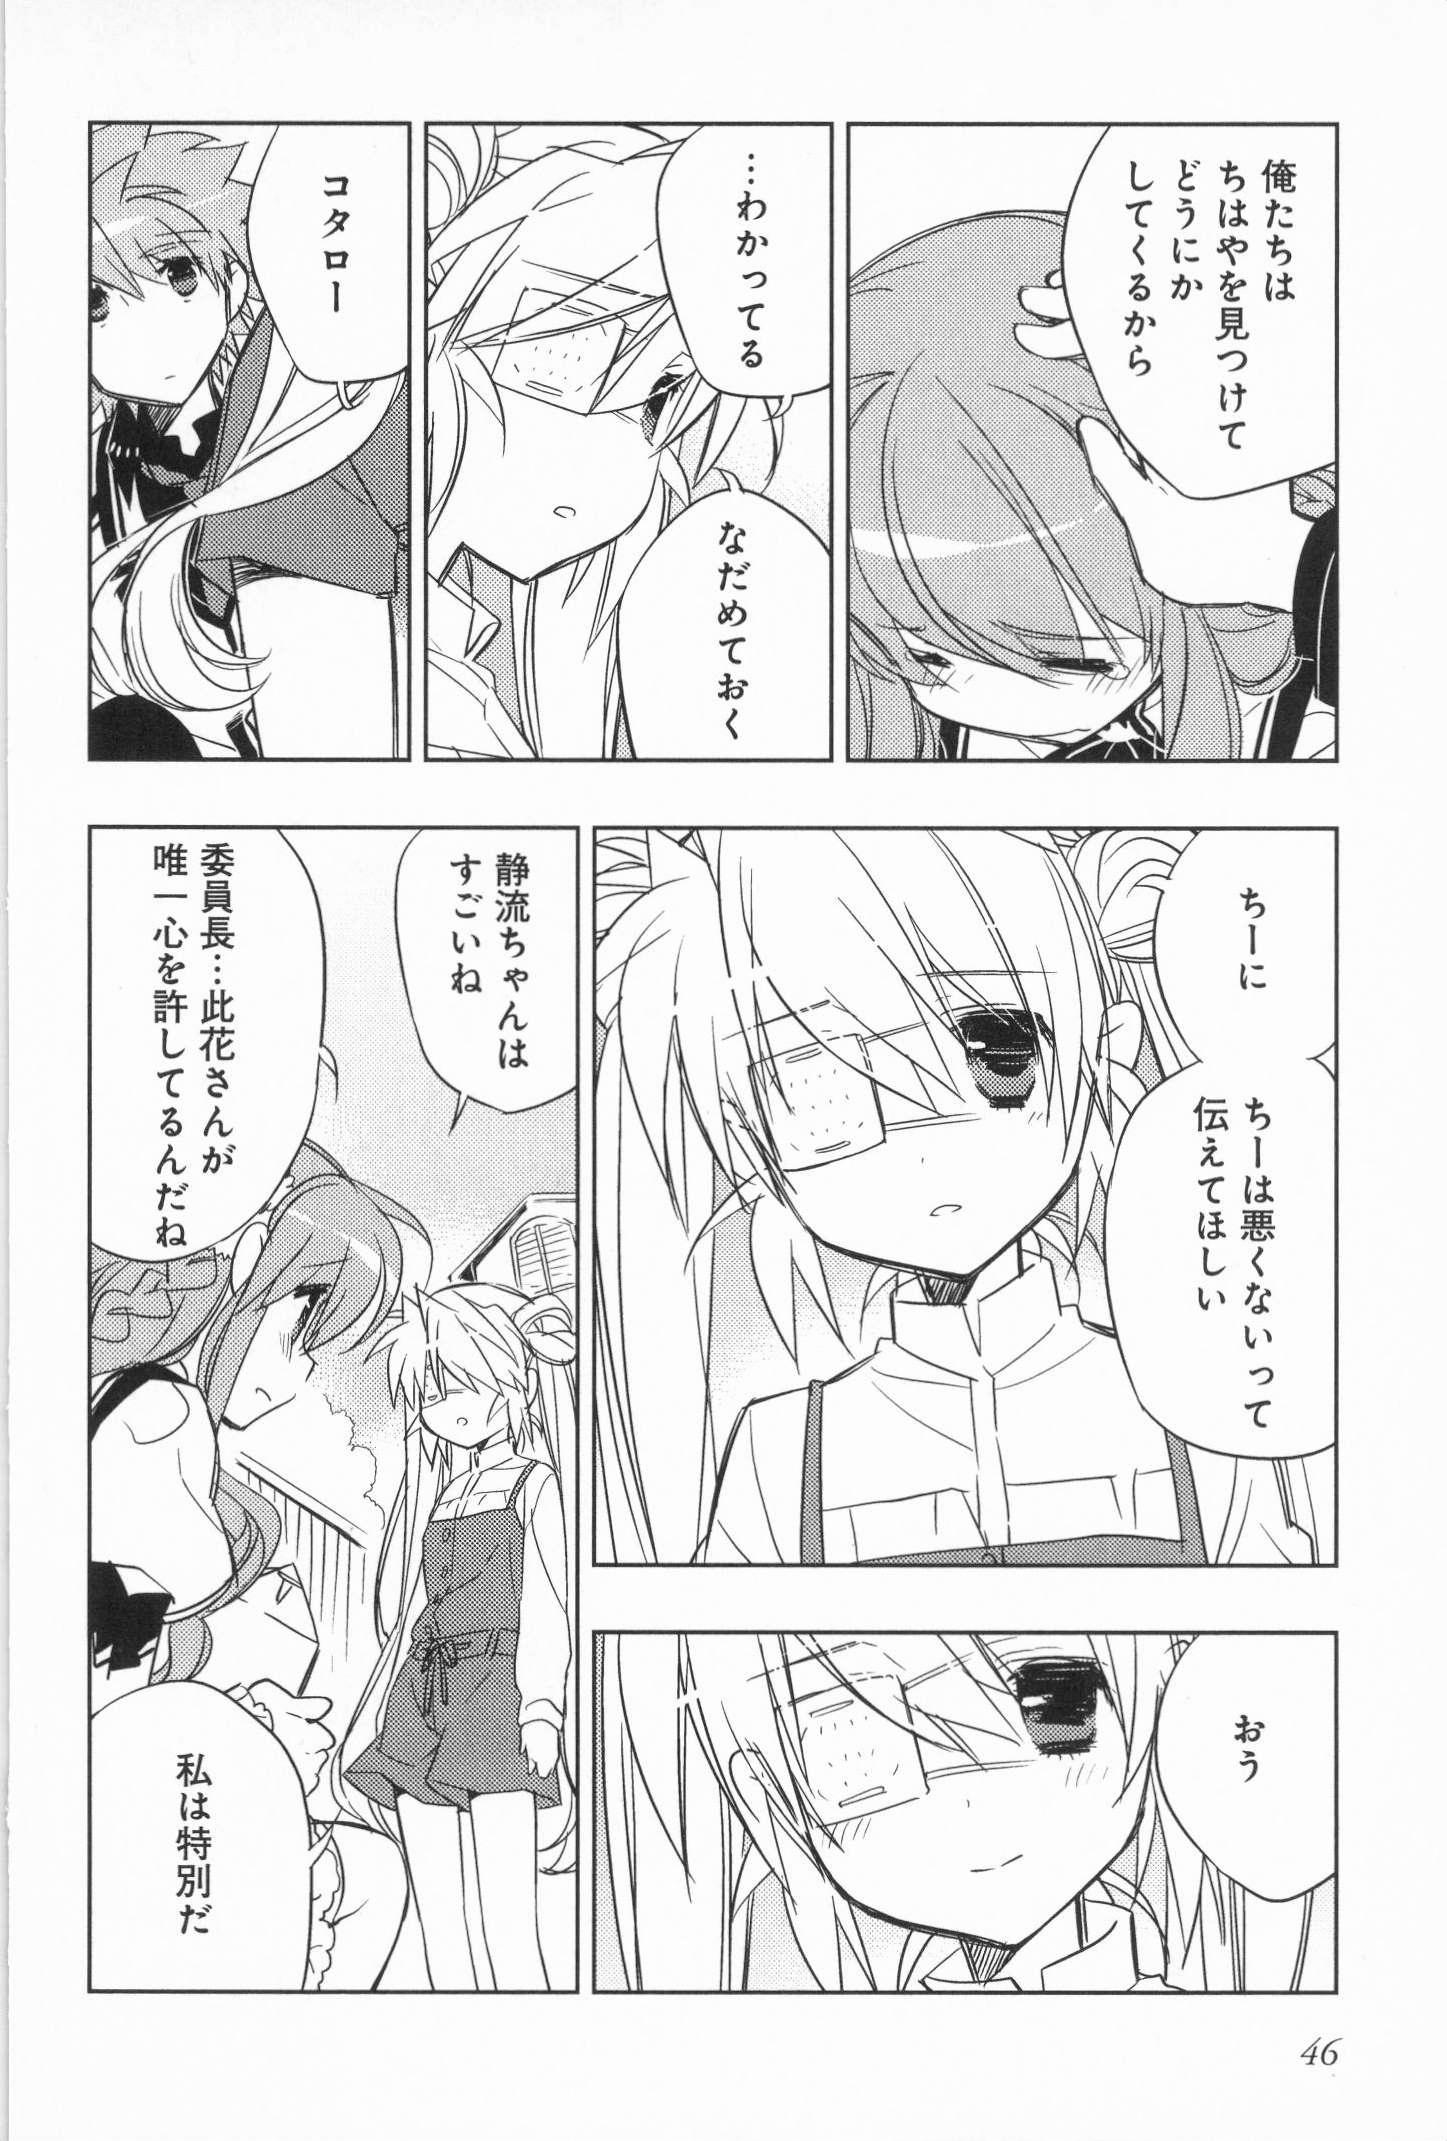 俺たちは
ちはやを見つけて
どうにか
してくるから
…わかってる
なだめておく
コタロー
ちーに
ちーは悪くないって
伝えてほしい
おう
静流ちゃんは
すごいね
委員長…此花さんが
唯一心を許してるんだね
私は特別だ
46